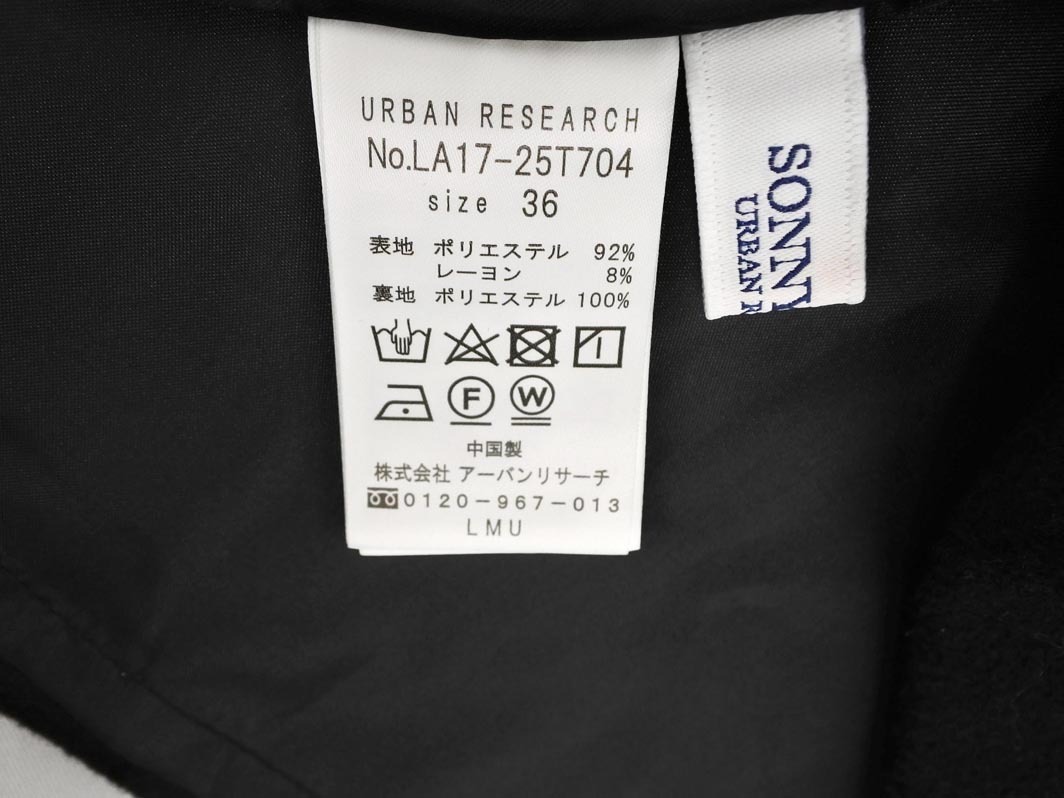 URBAN RESEARCH
No.LA17-25T704
size 36
表地 ポリエステル 92%
レーヨン 8%
裏地 ポリエステル 100%
F W
中国製
株式会社 アーバンリサーチ
0120-967-013
LMU
SONNY
URBAN R